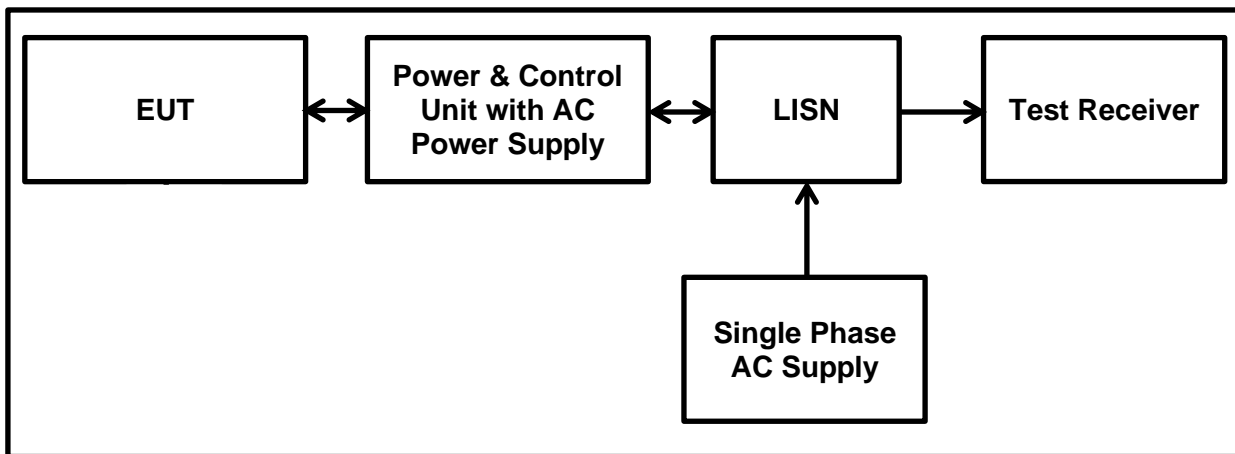 EUT
Power & Control
Unit with AC
Power Supply
LISN
Test Receiver
Single Phase
AC Supply